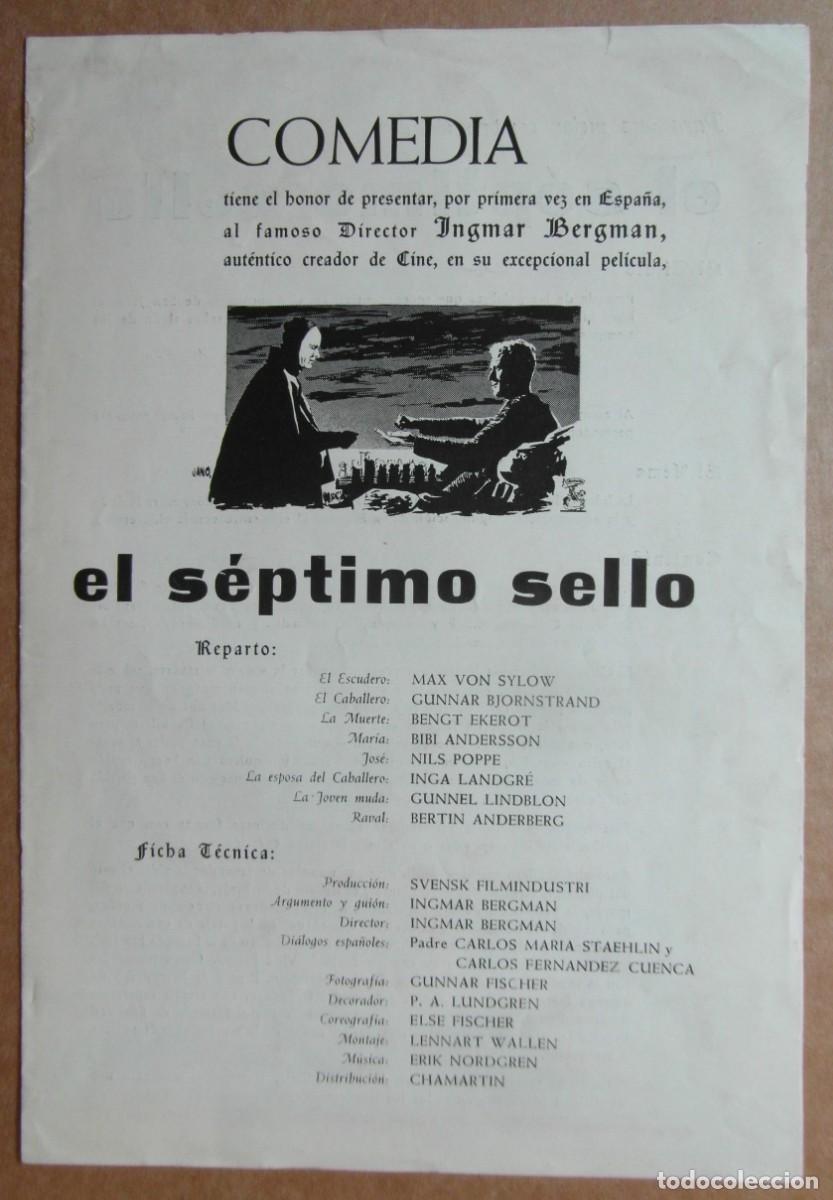 COMEDIA
tiene el honor de presentar, por primera vez en España,
al famoso Director Ingmar Bergman,
auténtico creador de Cine, en su excepcional película,
JANO
el séptimo sello
Reparto:
El Escudero: MAX VON SYLOW
El Caballero: GUNNAR BJORNSTRAND
La Muerte: BENGT EKEROT
María: BIBI ANDERSSON
José: NILS POPPE
La esposa del Caballero: INGA LANDGRÉ
La Joven muda: GUNNEL LINDBLON
Raval: BERTIN ANDERBERG
Ficha Técnica:
Producción: SVENSK FILMINDUSTRI
Argumento y guión: INGMAR BERGMAN
Director: INGMAR BERGMAN
Diálogos españoles: Padre CARLOS MARIA STAEHLIN y
CARLOS FERNANDEZ CUENCA
Fotografía: GUNNAR FISCHER
Decorador: P. A. LUNDGREN
Coreografía: ELSE FISCHER
Montaje: LENNART WALLEN
Música: ERIK NORDGREN
Distribución: CHAMARTIN
todocoleccion